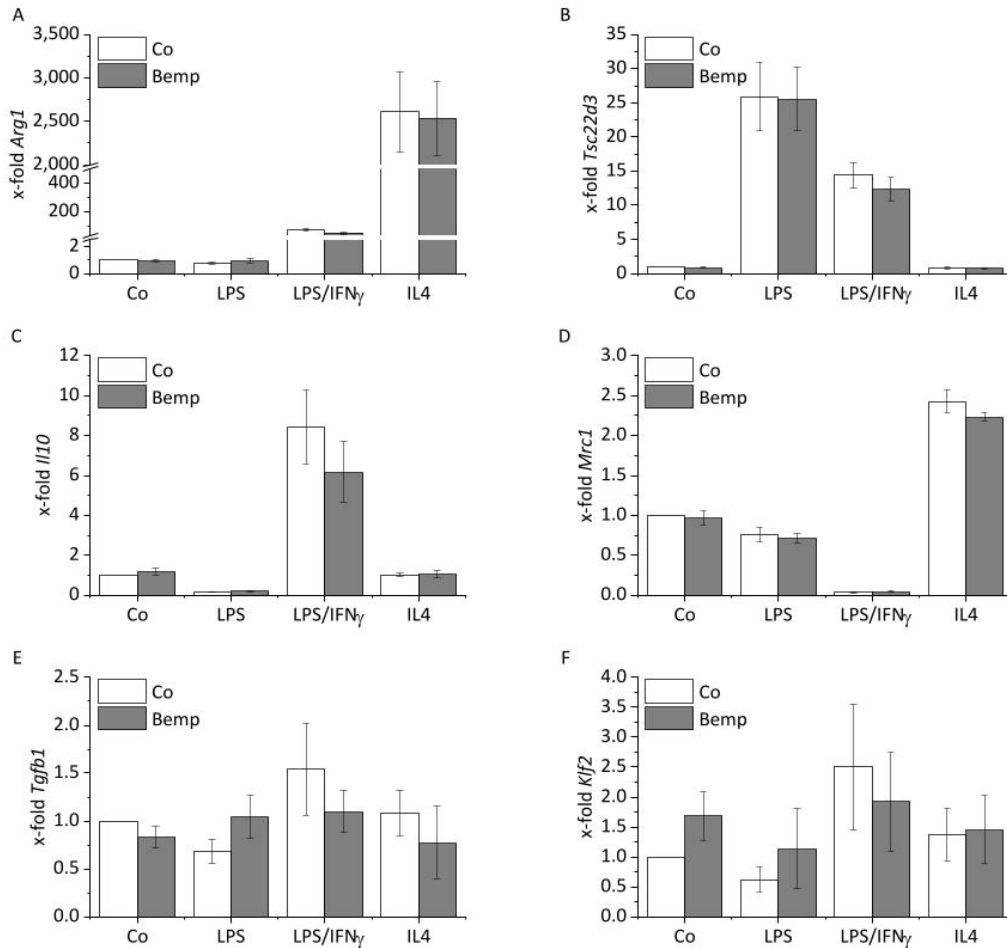 A
x-fold Arg1
3,500
3,000
2,500
2,000
400
200
2
0
Co
Bemp
Co LPS LPS/IFNγ IL4
B
x-fold Tsc22d3
35
30
25
20
15
10
5
0
Co
Bemp
Co LPS LPS/IFNγ IL4
C
x-fold Il10
12
10
8
6
4
2
0
Co
Bemp
Co LPS LPS/IFNγ IL4
D
x-fold Mrc1
3.0
2.5
2.0
1.5
1.0
0.5
0.0
Co
Bemp
Co LPS LPS/IFNγ IL4
E
x-fold Tgfb1
2.5
2.0
1.5
1.0
0.5
0.0
Co
Bemp
Co LPS LPS/IFNγ IL4
F
x-fold Klf2
4.0
3.5
3.0
2.5
2.0
1.5
1.0
0.5
0.0
Co
Bemp
Co LPS LPS/IFNγ IL4